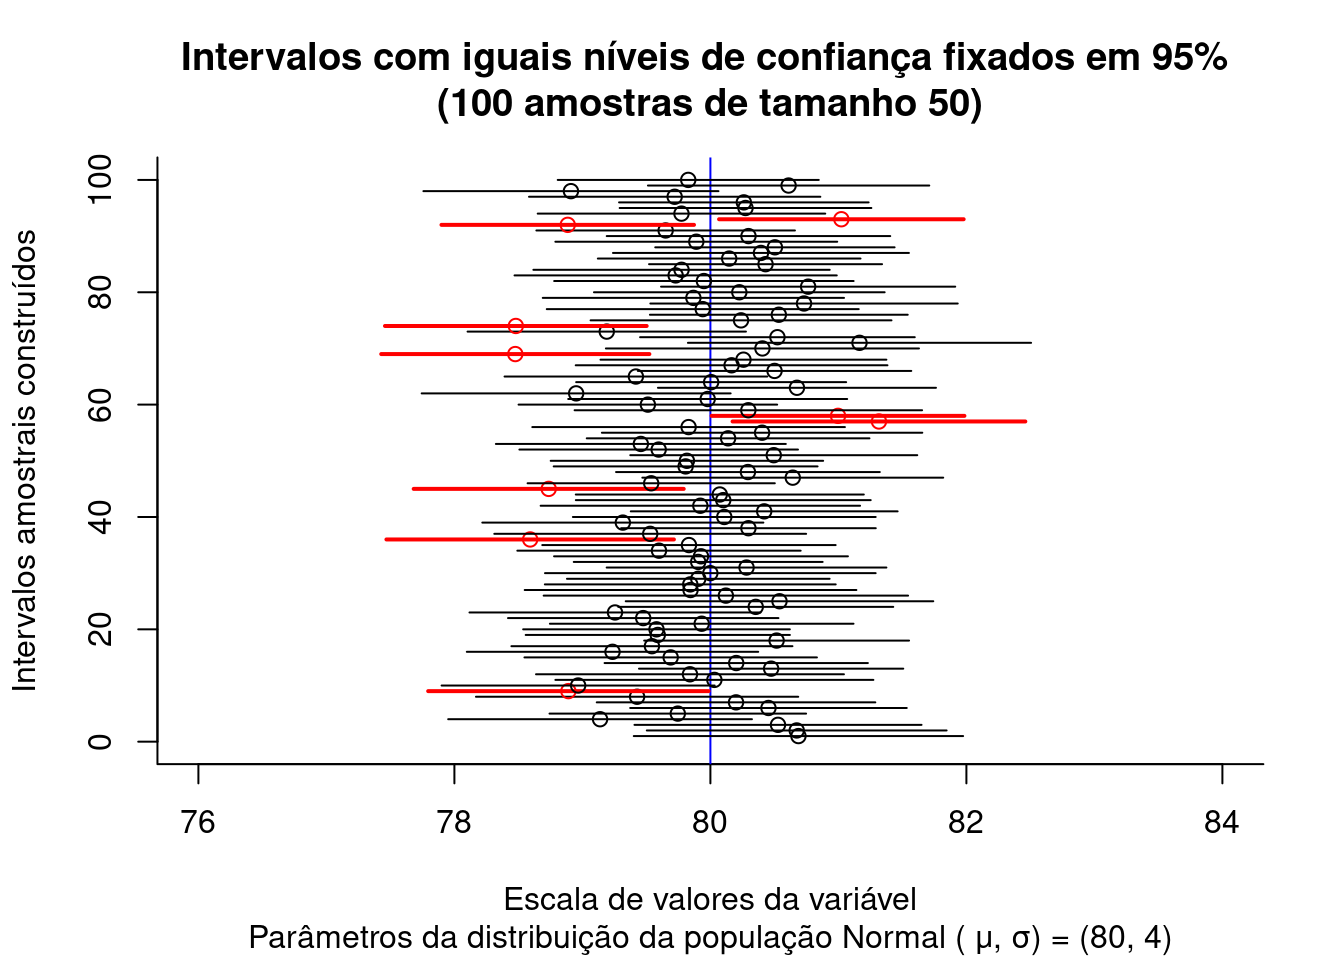 Intervalos com iguais níveis de confiança fixados em 95%
(100 amostras de tamanho 50)
Intervalos amostrais construídos
100
80
60
40
20
0
76 78 80 82 84
Escala de valores da variável
Parâmetros da distribuição da população Normal ( μ, σ) = (80, 4)